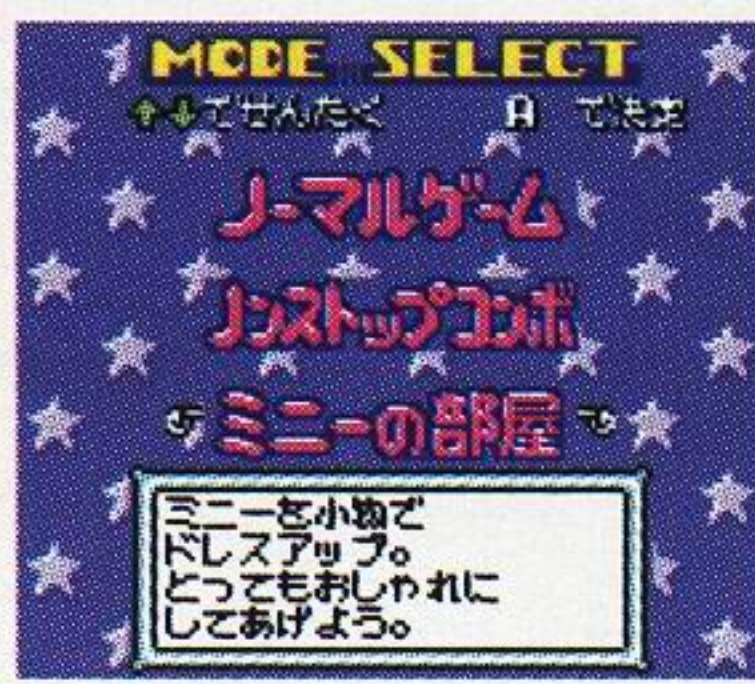 MODE SELECT
↑↓でせんたく A で決定
ノーマルゲーム
ノンストップコンボ
ミニーの部屋
ミニーを小物で
ドレスアップ。
とってもおしゃれに
してあげよう。